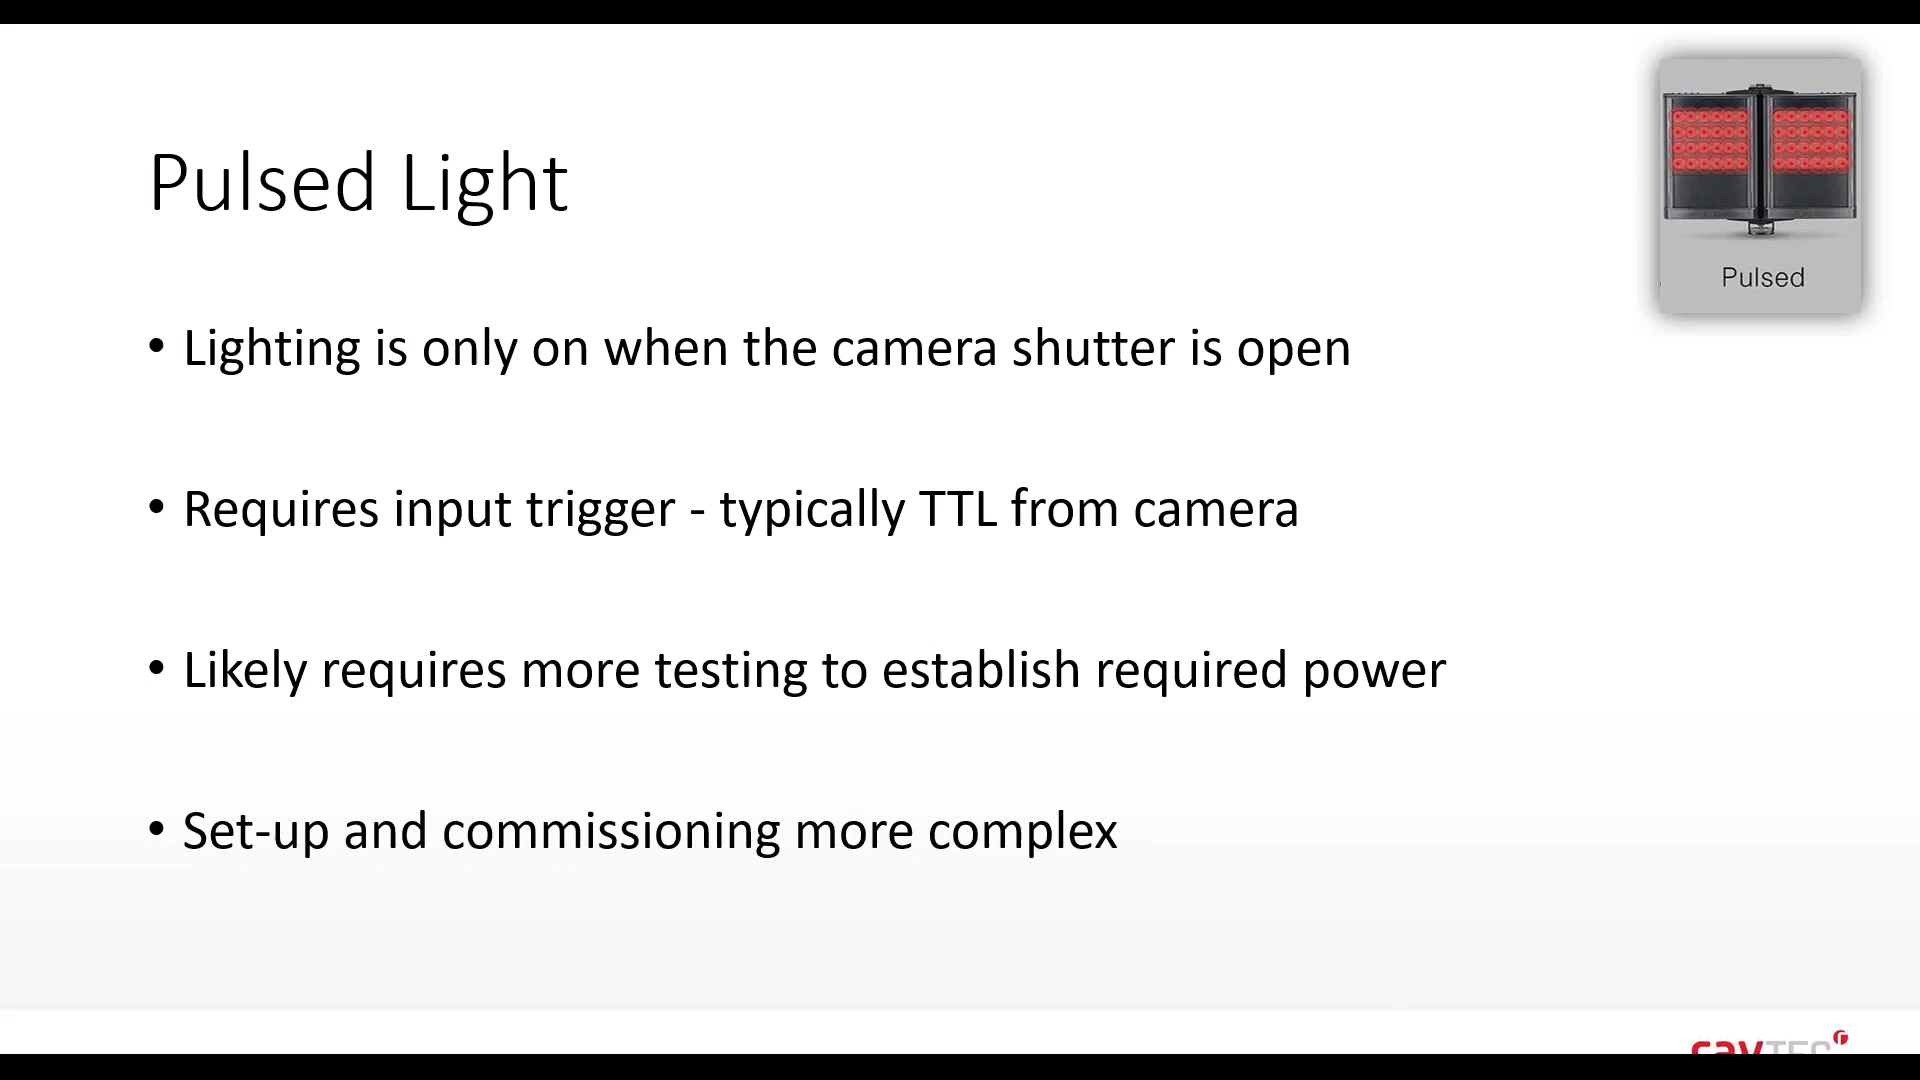 Pulsed Light
Pulsed
• Lighting is only on when the camera shutter is open
• Requires input trigger - typically TTL from camera
• Likely requires more testing to establish required power
• Set-up and commissioning more complex
rayTEC